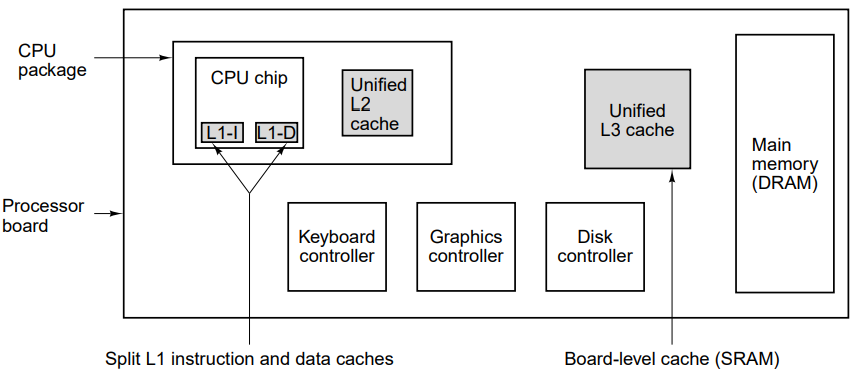 CPU
package
CPU chip
L1-I
L1-D
Unified
L2
cache
Unified
L3 cache
Main
memory
(DRAM)
Processor
board
Keyboard
controller
Graphics
controller
Disk
controller
Split L1 instruction and data caches
Board-level cache (SRAM)